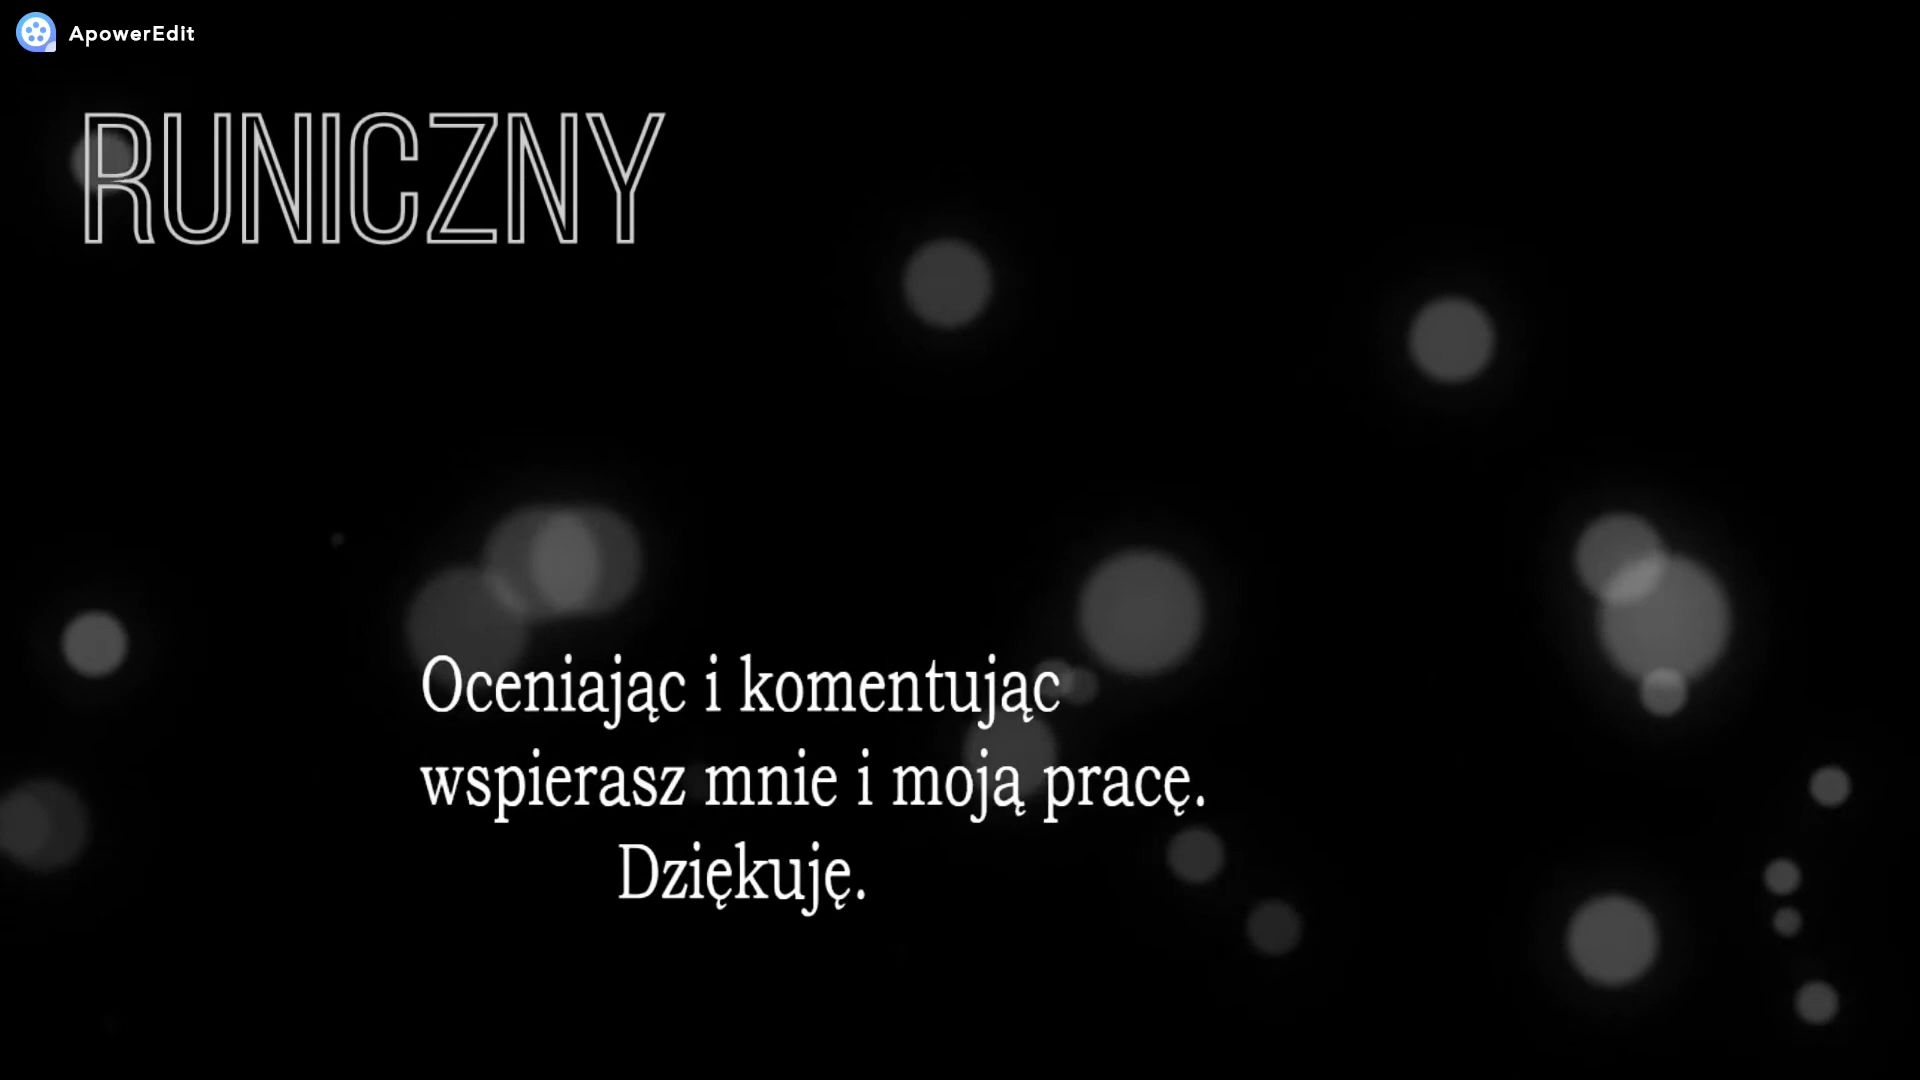 ApowerEdit
RUNICZNY
Oceniając i komentując
wspierasz mnie i moją pracę.
Dziękuję.